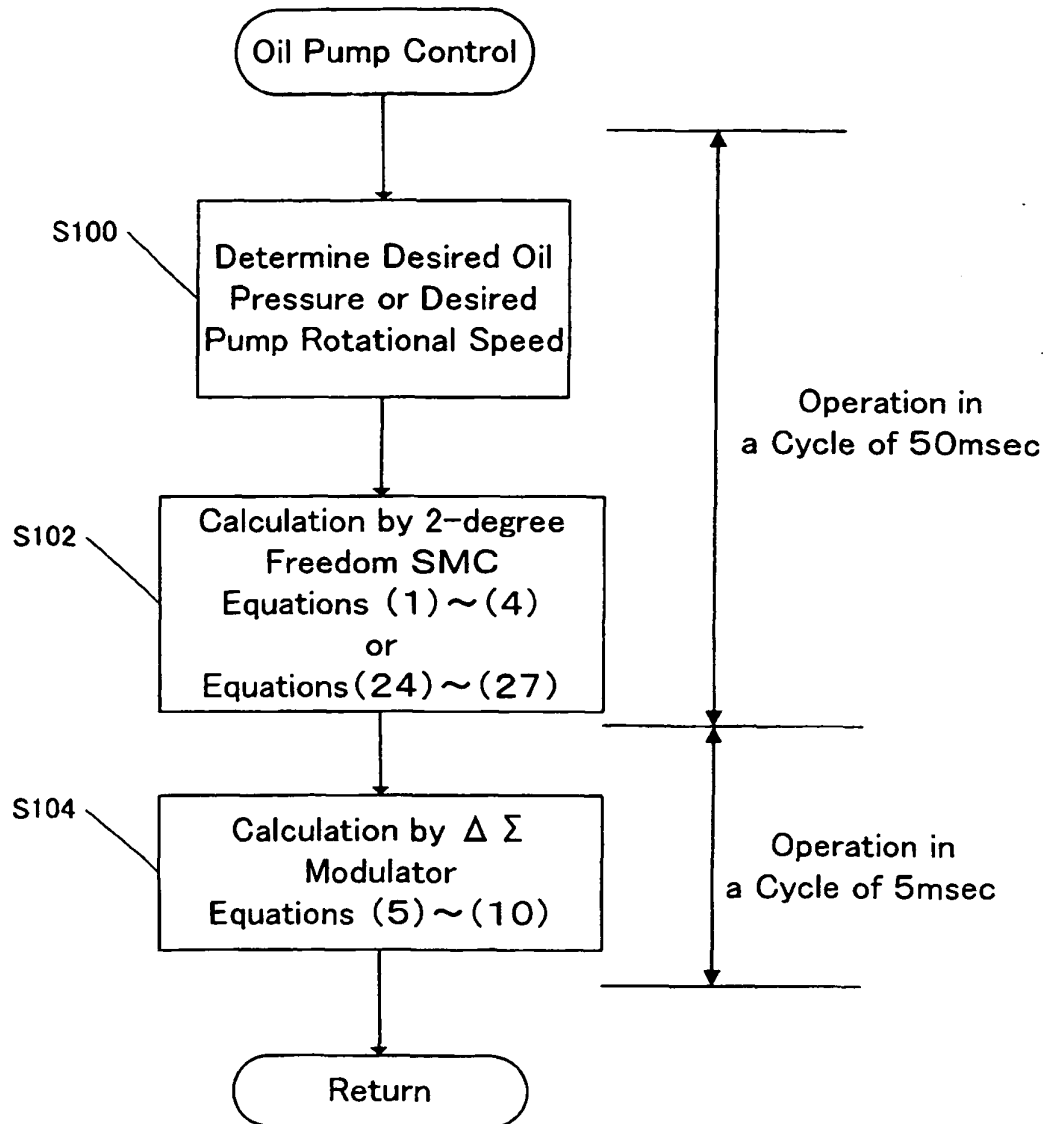 Oil Pump Control
S100
Determine Desired Oil
Pressure or Desired
Pump Rotational Speed
Operation in
a Cycle of 50msec
S102
Calculation by 2-degree
Freedom SMC
Equations (1)～(4)
or
Equations(24)～(27)
S104
Calculation by Δ Σ
Modulator
Equations (5)～(10)
Operation in
a Cycle of 5msec
Return